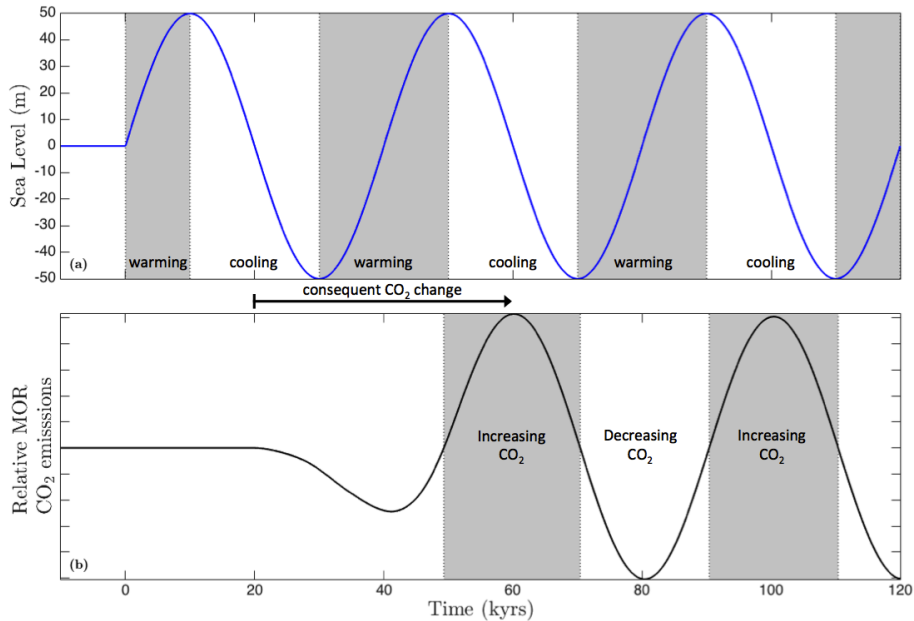 50
40
30
20
10
0
-10
-20
-30
-40
-50
Sea Level (m)
(a)
warming
cooling
warming
cooling
warming
cooling
consequent CO₂ change
Relative MOR
CO₂ emisssions
Increasing
CO₂
Decreasing
CO₂
Increasing
CO₂
(b)
0 20 40 60 80 100 120
Time (kyrs)